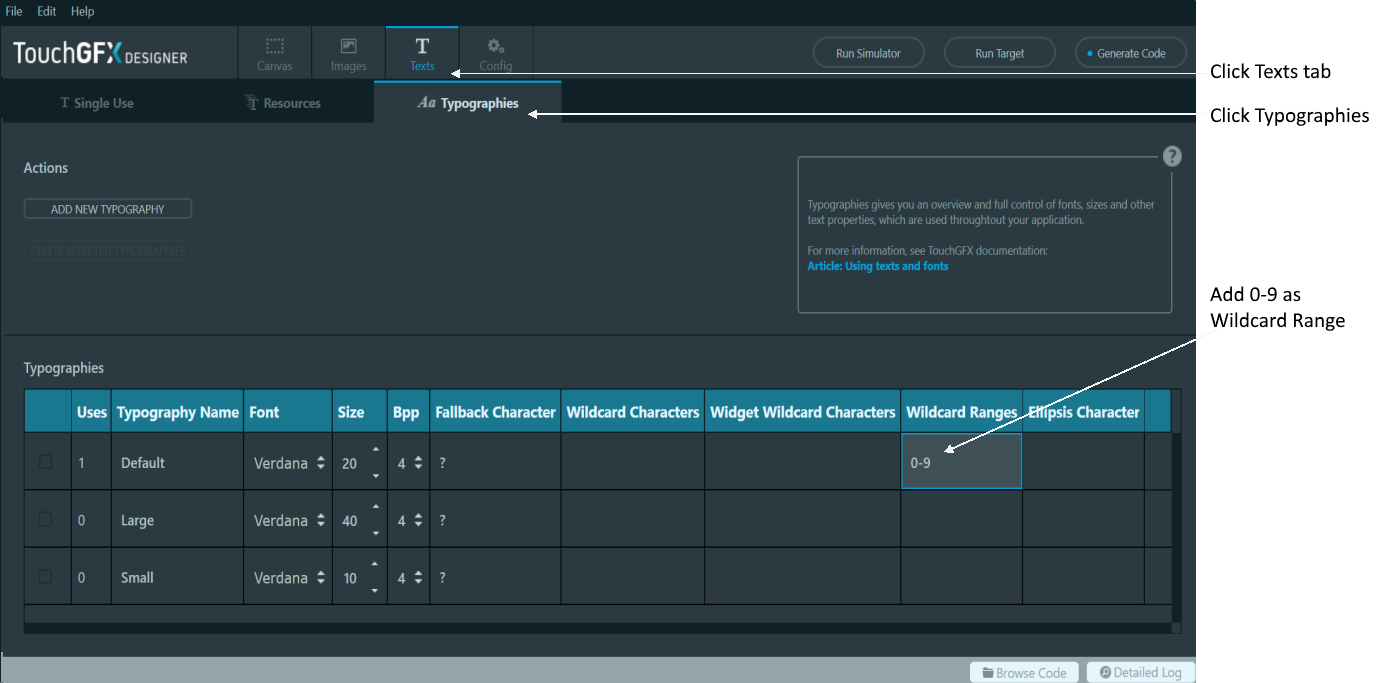 File Edit Help
TouchGFX DESIGNER
Canvas
Images
T
Texts
Config
Run Simulator
Run Target
Generate Code
Click Texts tab
T Single Use
Resources
Aa Typographies
Click Typographies
Actions
?
ADD NEW TYPOGRAPHY
DELETE SELECTED TYPOGRAPHIES
Typographies gives you an overview and full control of fonts, sizes and other
text properties, which are used throughtout your application.
For more information, see TouchGFX documentation:
Article: Using texts and fonts
Add 0-9 as
Wildcard Range
Typographies
Uses Typography Name Font Size Bpp Fallback Character Wildcard Characters Widget Wildcard Characters Wildcard Ranges Ellipsis Character
1 Default Verdana 20 4 ? 0-9
0 Large Verdana 40 4 ?
0 Small Verdana 10 4 ?
Browse Code
Detailed Log